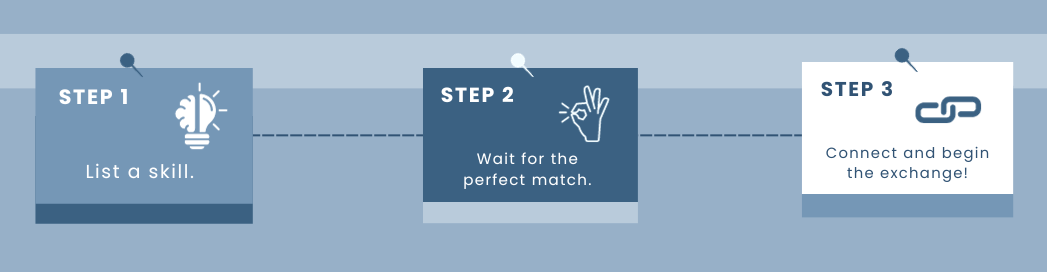 STEP 1
List a skill.
STEP 2
Wait for the
perfect match.
STEP 3
Connect and begin
the exchange!